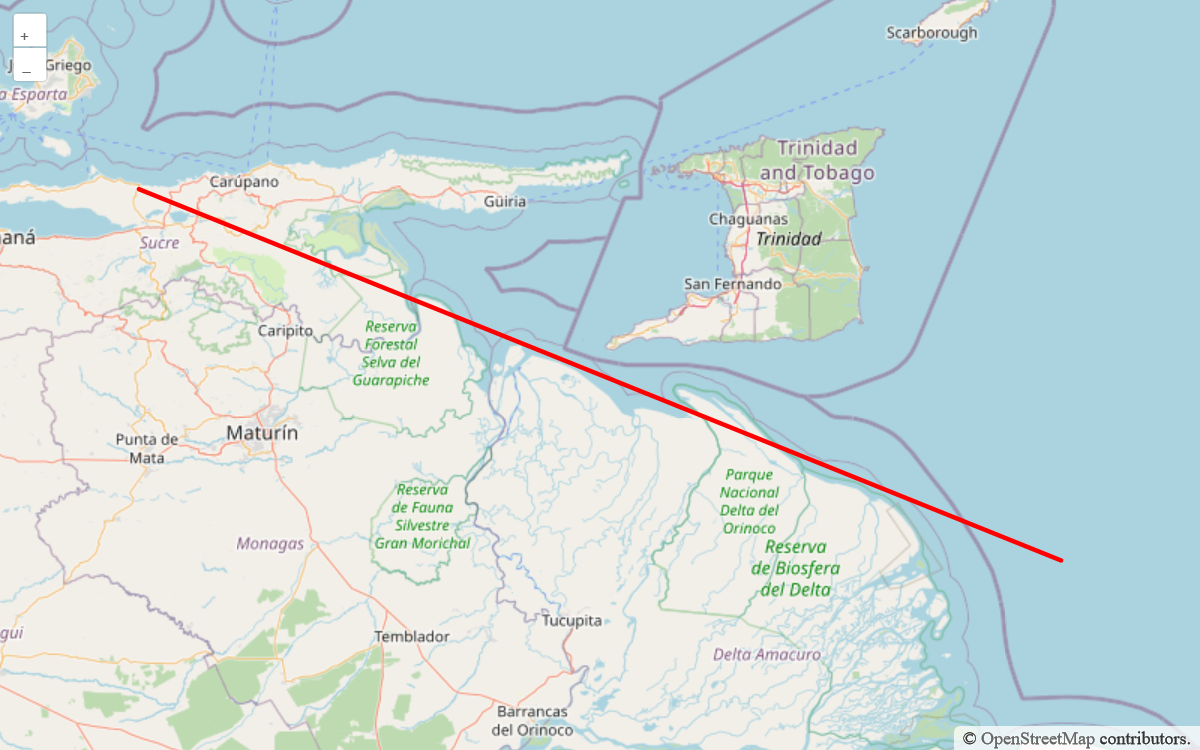 +
–
Griego
a Esparta
Scarborough
Trinidad
and Tobago
Carúpano
Güiria
Chaguanas
Trinidad
aná
Sucre
San Fernando
Caripito
Reserva
Forestal
Selva del
Guarapiche
Maturín
Punta de
Mata
Parque
Nacional
Delta del
Orinoco
Reserva
de Fauna
Silvestre
Gran Morichal
Monagas
Reserva
de Biosfera
del Delta
Tucupita
gui
Temblador
Delta Amacuro
Barrancas
del Orinoco
© OpenStreetMap contributors.